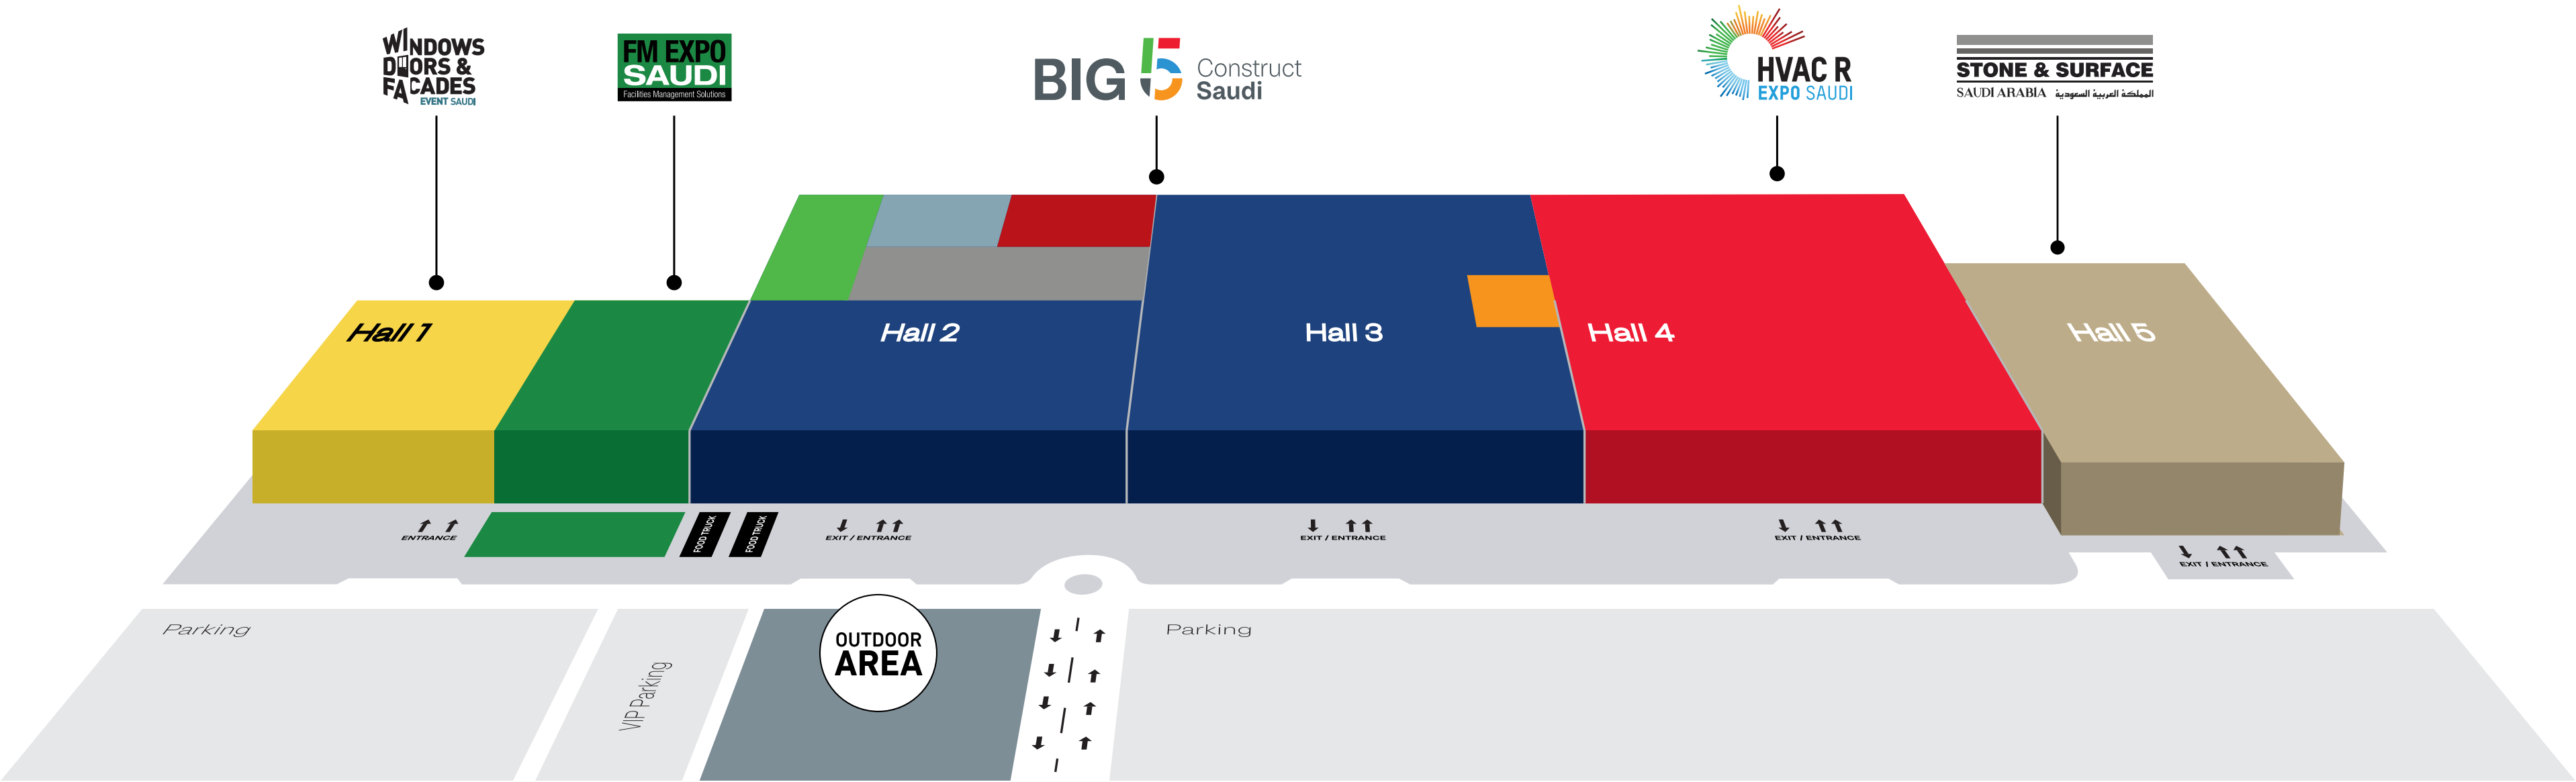 WINDOWS
DOORS &
FACADES
EVENT SAUDI
FM EXPO
SAUDI
Facilities Management Solutions
BIG 5 Construct
Saudi
HVAC R
EXPO SAUDI
STONE & SURFACE
SAUDI ARABIA المملكة العربية السعودية
Hall 1
Hall 2
Hall 3
Hall 4
Hall 5
ENTRANCE
FOOD TRUCK
FOOD TRUCK
EXIT / ENTRANCE
EXIT / ENTRANCE
EXIT / ENTRANCE
EXIT / ENTRANCE
Parking
VIP Parking
OUTDOOR
AREA
Parking